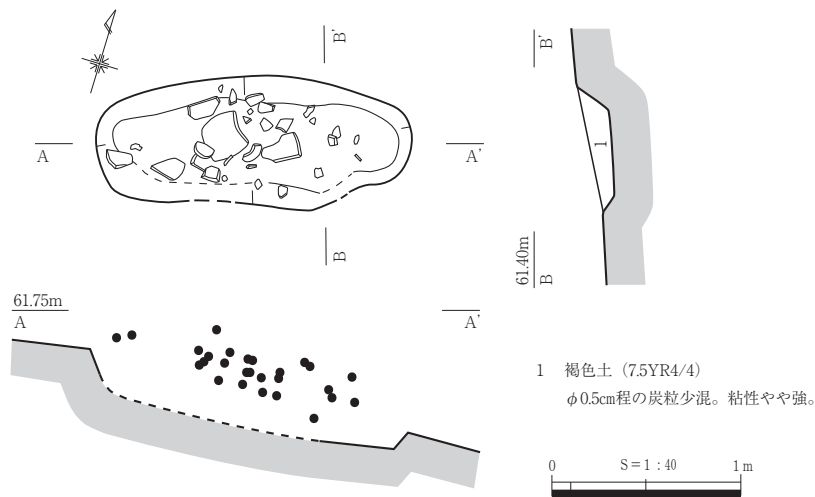 B'
A
A'
B
61.75m
A
A'
B'
1
61.40m
B
1 褐色土（7.5YR4/4）
φ0.5㎝程の炭粒少混。粘性やや強。
0 S＝1：40 1 m